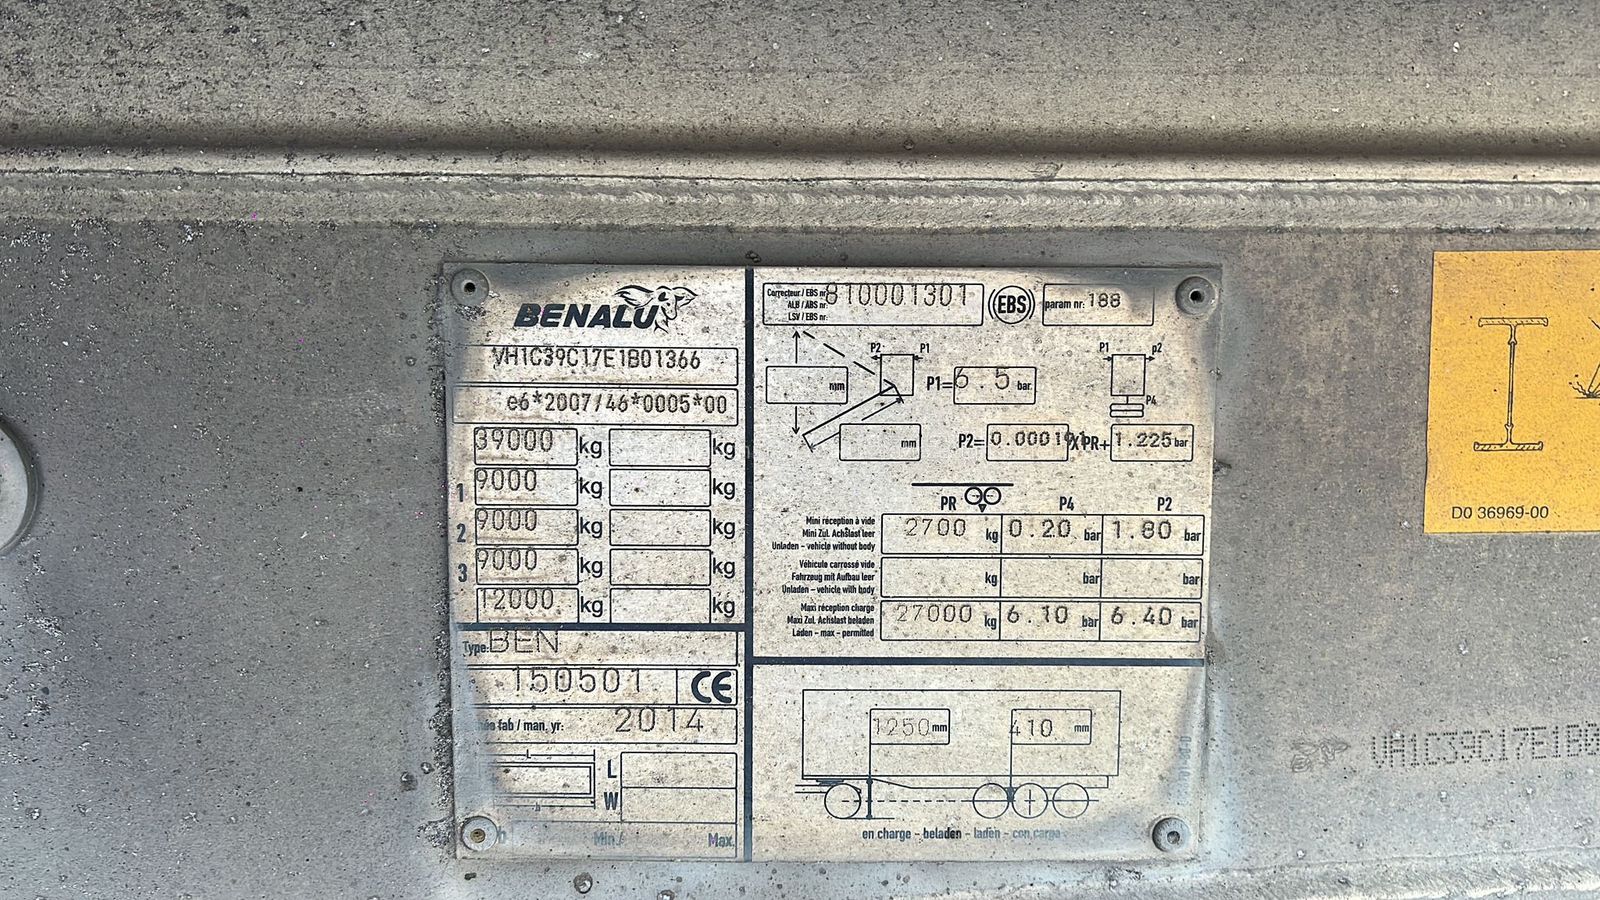 BENALU
VH1C39C17E1B01366
e6*2007/46*0005*00
39000 kg kg
1 9000 kg kg
2 9000 kg kg
3 9000 kg kg
12000 kg kg
Type: BEN
150501 CE
fab / man. yr: 2014
L
W
Min / Max.
Correcteur / EBS nr: 810001301 EBS param nr: 188
ALB / ABS nr:
LSV / EBS nr:
P2 P1 P1 p2
mm P1= 6.5 bar
P4
mm P2= 0.000191 XPR+ 1.225 bar
PR P4 P2
Mini réception à vide
Mini Zul. Achslast leer 2700 kg 0.20 bar 1.80 bar
Unladen – vehicle without body
Véhicule carrossé vide
Fahrzeug mit Aufbau leer kg bar bar
Unladen – vehicle with body
Maxi réception charge
Maxi Zul. Achslast beladen 27000 kg 6.10 bar 6.40 bar
Laden – max – permitted
1250 mm 410 mm
en charge – beladen – laden – con carga
D0 36969-00
VH1C39C17E1B0